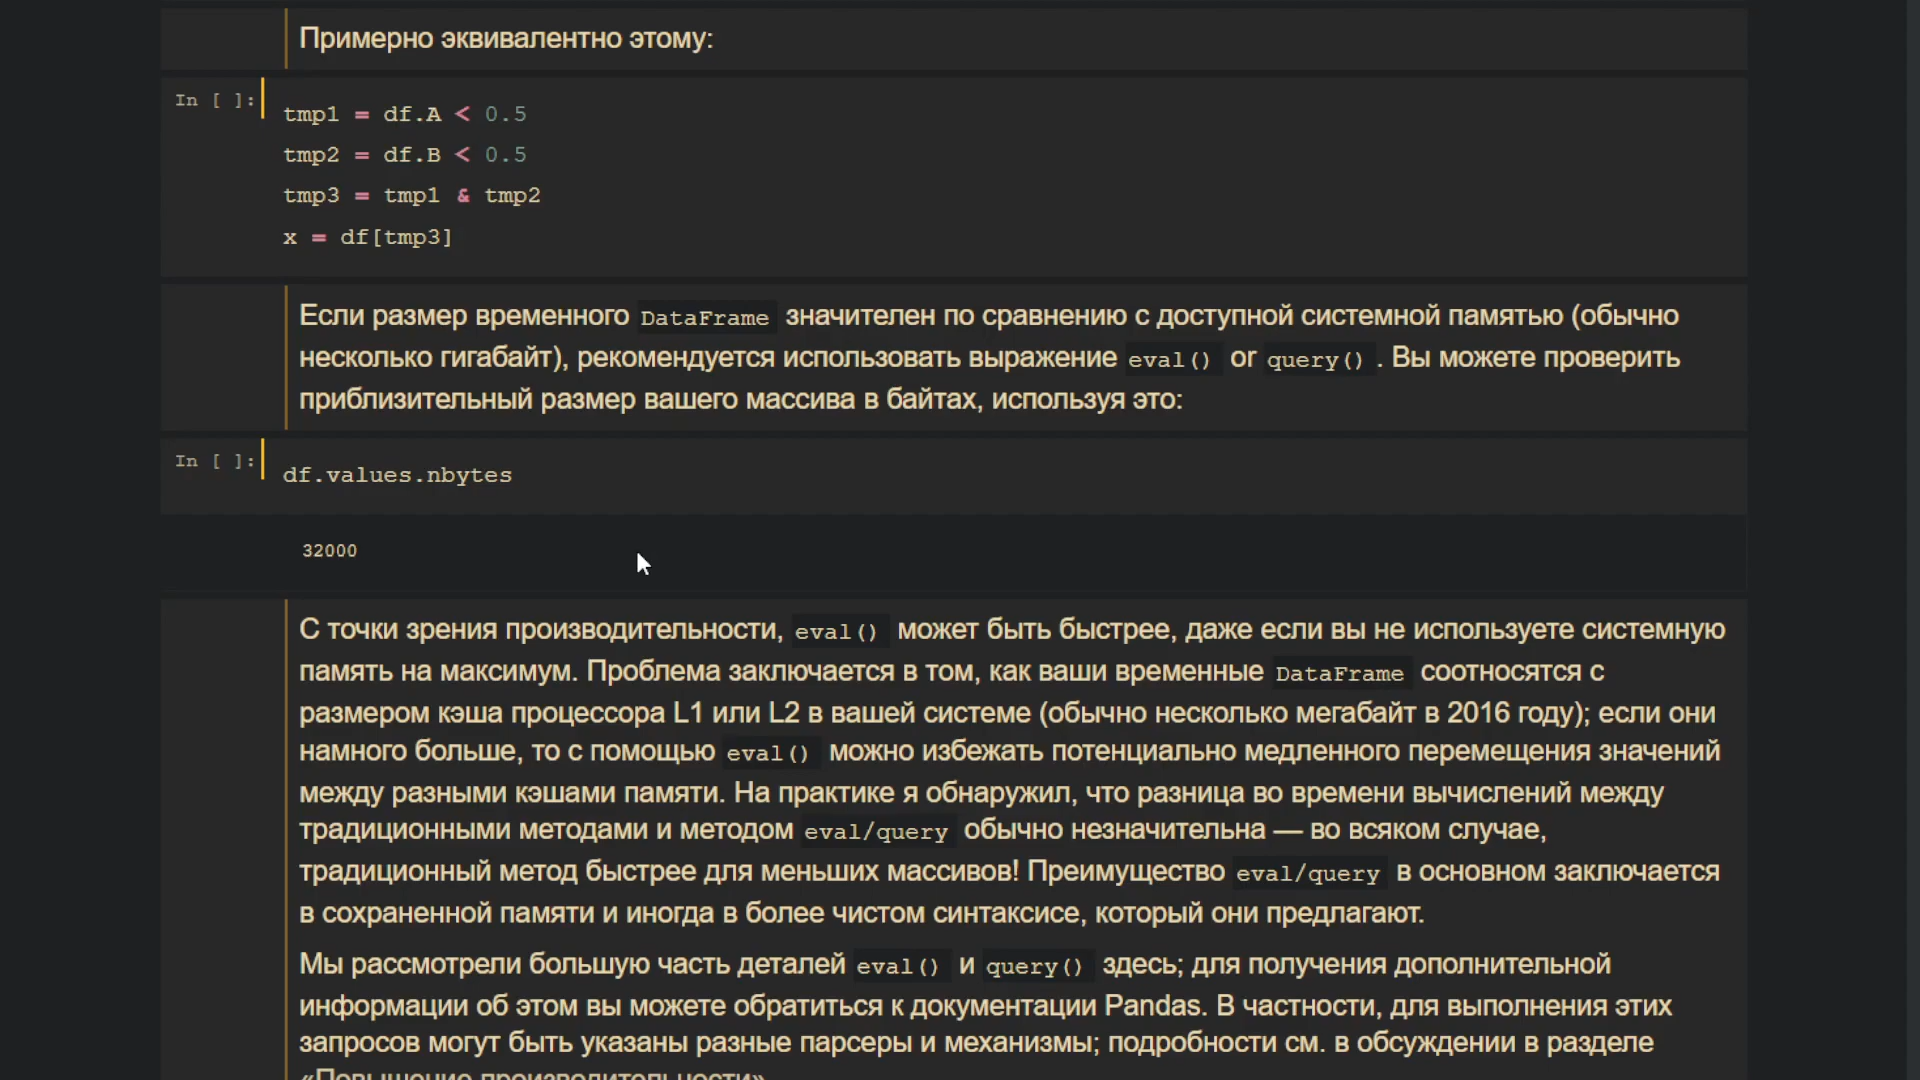 Примерно эквивалентно этому:
In [ ]:
tmp1 = df.A < 0.5
tmp2 = df.B < 0.5
tmp3 = tmp1 & tmp2
x = df[tmp3]
Если размер временного DataFrame значителен по сравнению с доступной системной памятью (обычно
несколько гигабайт), рекомендуется использовать выражение eval() or query() . Вы можете проверить
приблизительный размер вашего массива в байтах, используя это:
In [ ]:
df.values.nbytes
32000
С точки зрения производительности, eval() может быть быстрее, даже если вы не используете системную
память на максимум. Проблема заключается в том, как ваши временные DataFrame соотносятся с
размером кэша процессора L1 или L2 в вашей системе (обычно несколько мегабайт в 2016 году); если они
намного больше, то с помощью eval() можно избежать потенциально медленного перемещения значений
между разными кэшами памяти. На практике я обнаружил, что разница во времени вычислений между
традиционными методами и методом eval/query обычно незначительна — во всяком случае,
традиционный метод быстрее для меньших массивов! Преимущество eval/query в основном заключается
в сохраненной памяти и иногда в более чистом синтаксисе, который они предлагают.
Мы рассмотрели большую часть деталей eval() и query() здесь; для получения дополнительной
информации об этом вы можете обратиться к документации Pandas. В частности, для выполнения этих
запросов могут быть указаны разные парсеры и механизмы; подробности см. в обсуждении в разделе
«Повышение производительности»